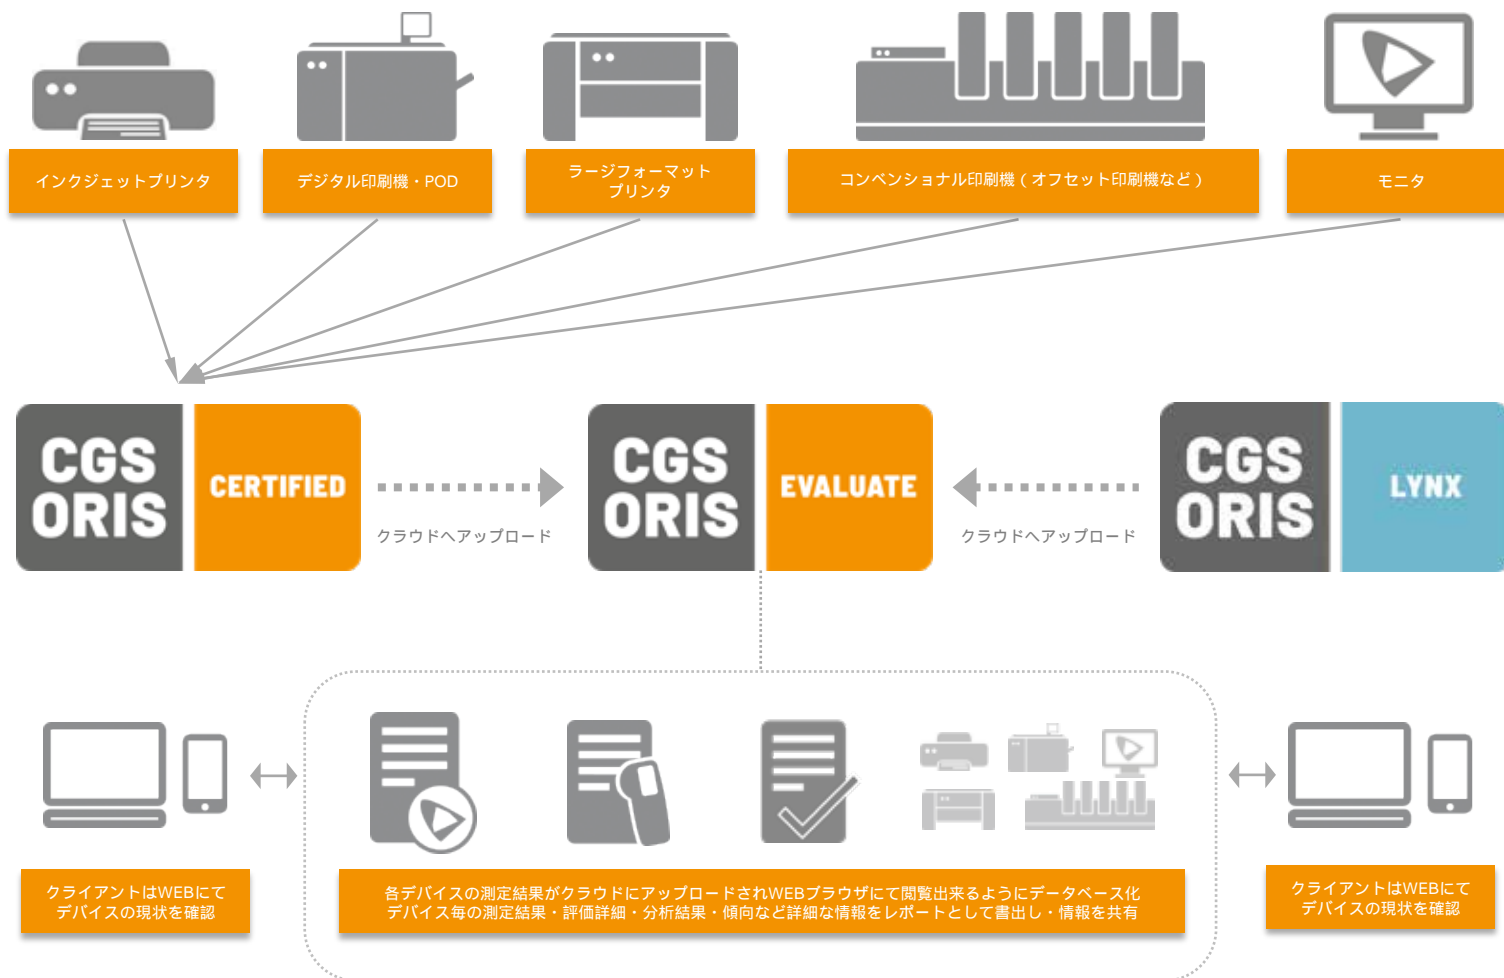 インクジェットプリンタ
デジタル印刷機・POD
ラージフォーマット
プリンタ
コンベンショナル印刷機 ( オフセット印刷機など )
モニタ
CGS
ORIS
CERTIFIED
クラウドへアップロード
CGS
ORIS
EVALUATE
クラウドへアップロード
CGS
ORIS
LYNX
クライアントはWEBにて
デバイスの現状を確認
各デバイスの測定結果がクラウドにアップロードされWEBブラウザにて閲覧出来るようにデータベース化
デバイス毎の測定結果・評価詳細・分析結果・傾向など詳細な情報をレポートとして書出し・情報を共有
クライアントはWEBにて
デバイスの現状を確認